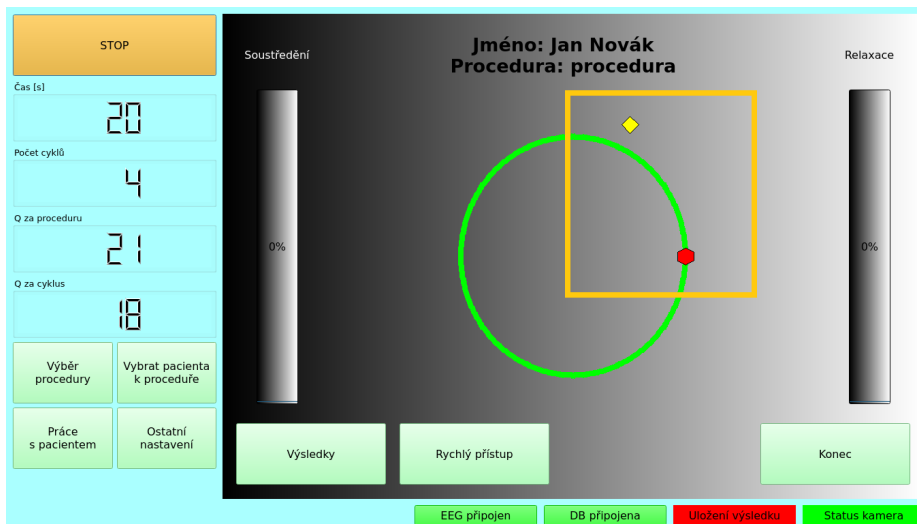 STOP
Čas [s]
20
Počet cyklů
4
Q za proceduru
21
Q za cyklus
18
Výběr
procedury
Vybrat pacienta
k proceduře
Práce
s pacientem
Ostatní
nastavení
Jméno: Jan Novák
Procedura: procedura
Soustředění
Relaxace
0%
0%
Výsledky
Rychlý přístup
Konec
EEG připojen
DB připojena
Uložení výsledku
Status kamera